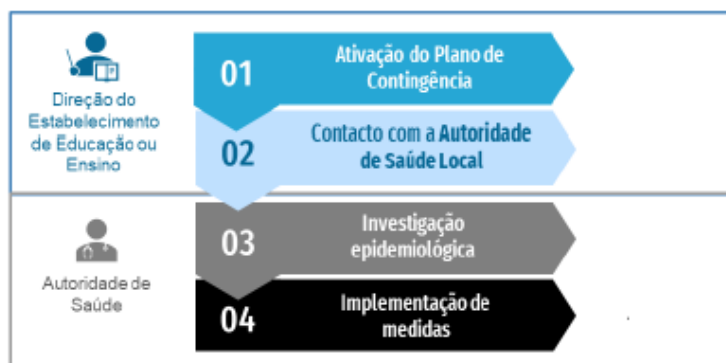 Direção do
Estabelecimento
de Educação ou
Ensino
01
Ativação do Plano de
Contingência
02
Contacto com a Autoridade
de Saúde Local
Autoridade de
Saúde
03
Investigação
epidemiológica
04
Implementação de
medidas